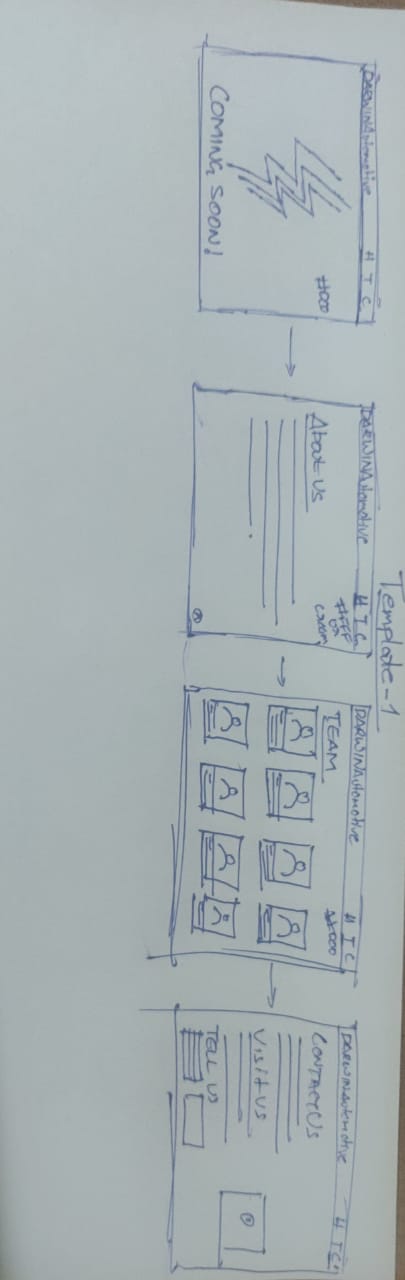 Template-1
DARWINAutomotive H T C
#000
COMING SOON!
DARWINAutomotive H T C
#FFF
or
cream
About Us
DARWINAutomotive H T C
#000
TEAM
DARWINAutomotive H T C
CONTACT US
VISIT US
TELL US